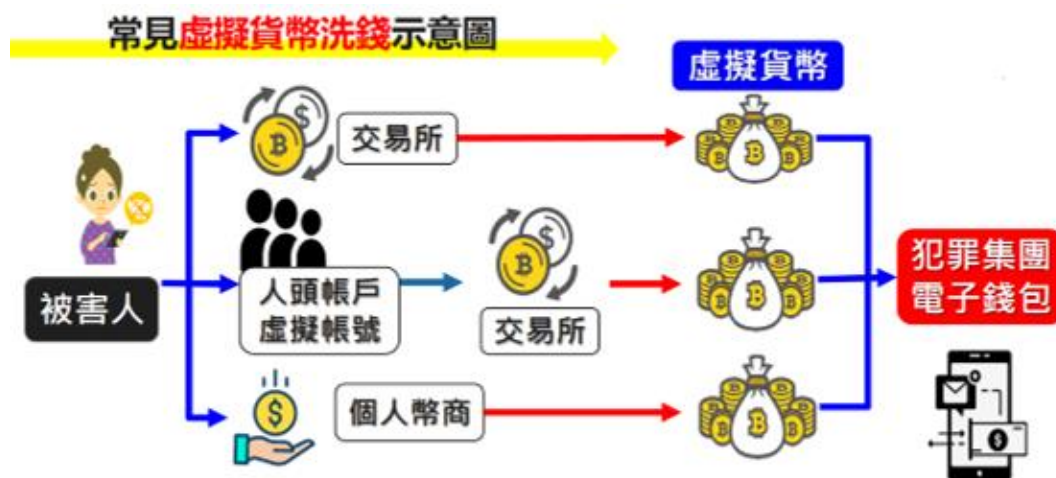 常見虛擬貨幣洗錢示意圖
虛擬貨幣
交易所
被害人
人頭帳戶
虛擬帳號
交易所
個人幣商
犯罪集團
電子錢包